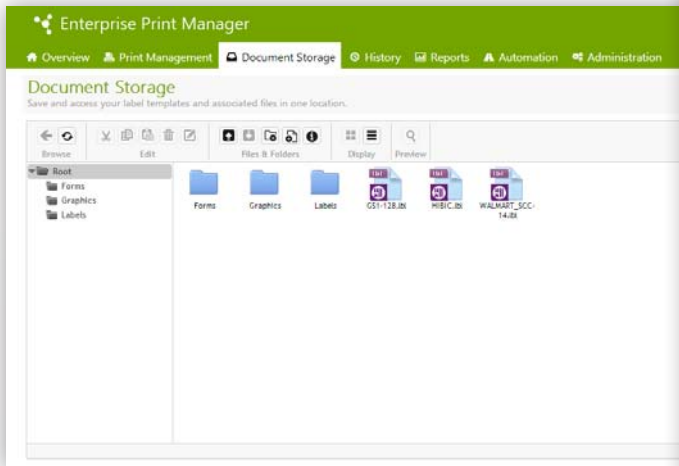 Enterprise Print Manager
Overview Print Management Document Storage History Reports Automation Administration
Document Storage
Save and access your label templates and associated files in one location.
Browse Edit Files & Folders Display Preview
Root
Forms
Graphics
Labels
Forms Graphics Labels GS1-128.lbl HIBIC.lbl WALMART_SCC-
14.lbl